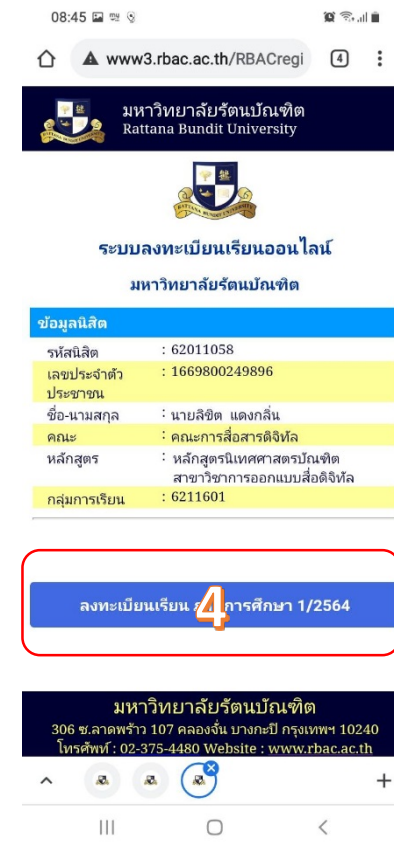 08:45
www3.rbac.ac.th/RBACregi
4
มหาวิทยาลัยรัตนบัณฑิต
Rattana Bundit University
RATTANA BUNDIT UNIVERSITY
ระบบลงทะเบียนเรียนออนไลน์
มหาวิทยาลัยรัตนบัณฑิต
ข้อมูลนิสิต
รหัสนิสิต : 62011058
เลขประจำตัว : 1669800249896
ประชาชน
ชื่อ-นามสกุล : นายลิขิต แดงกลิ่น
คณะ : คณะการสื่อสารดิจิทัล
หลักสูตร : หลักสูตรนิเทศศาสตรบัณฑิต
สาขาวิชาการออกแบบสื่อดิจิทัล
กลุ่มการเรียน : 6211601
ลงทะเบียนเรียน การศึกษา 1/2564
4
มหาวิทยาลัยรัตนบัณฑิต
306 ซ.ลาดพร้าว 107 คลองจั่น บางกะปิ กรุงเทพฯ 10240
โทรศัพท์ : 02-375-4480 Website : www.rbac.ac.th